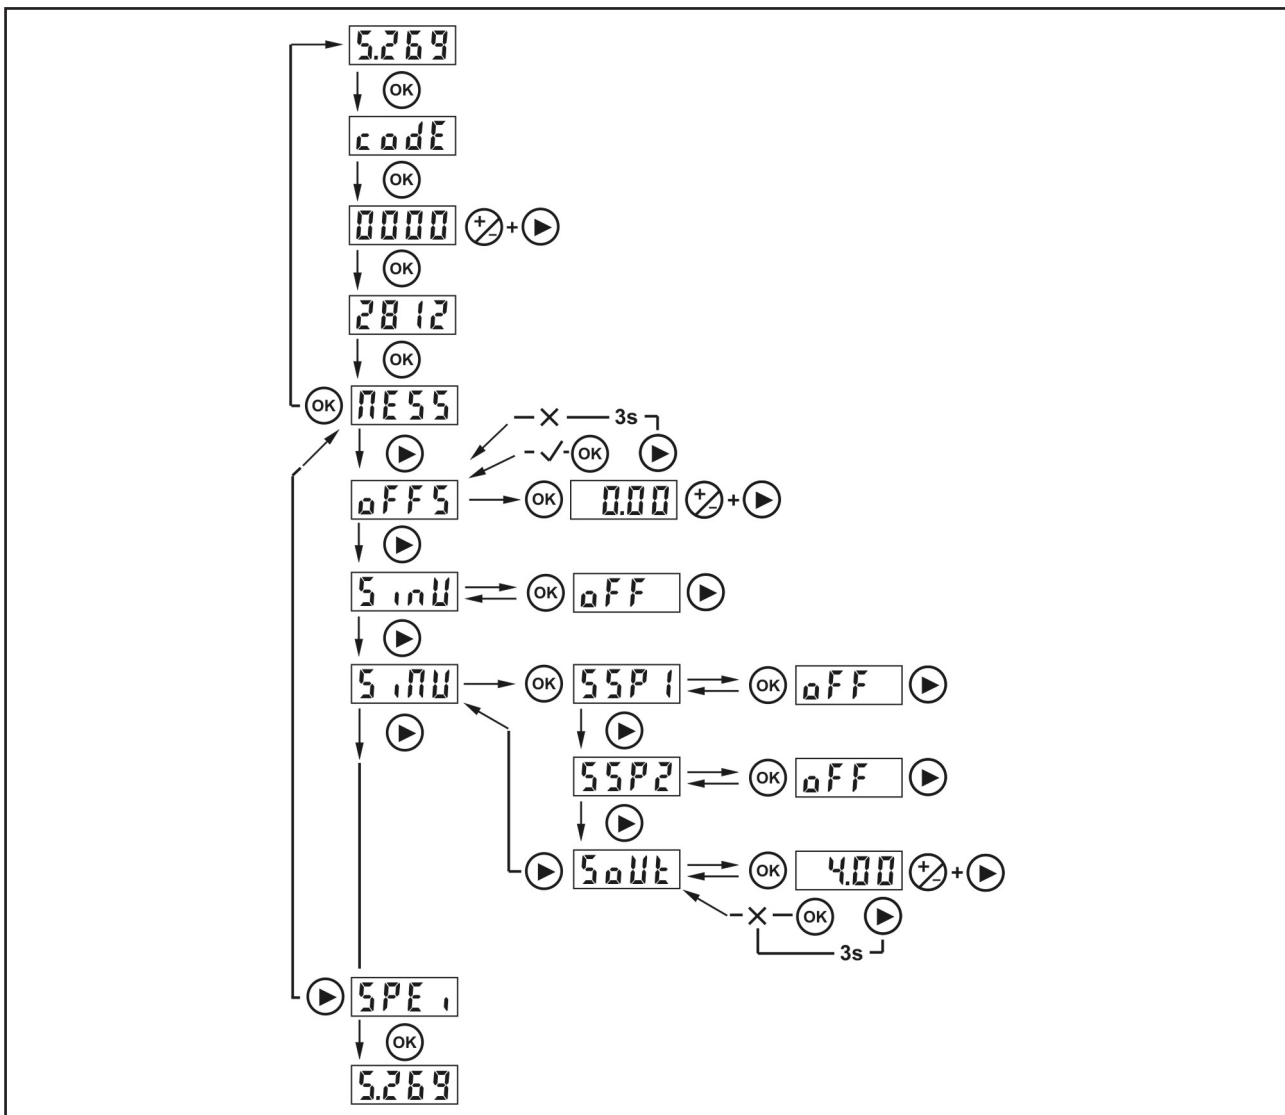 5.269
OK
codE
OK
0000 +/- +
OK
2812
OK
OK MESS
3s
OK
oFFS OK 0.00 +/- +
SinU OK oFF
SiMU OK SSP1 OK oFF
SSP2 OK oFF
SoUt OK 4.00 +/- +
OK
3s
SPEi
OK
5.269